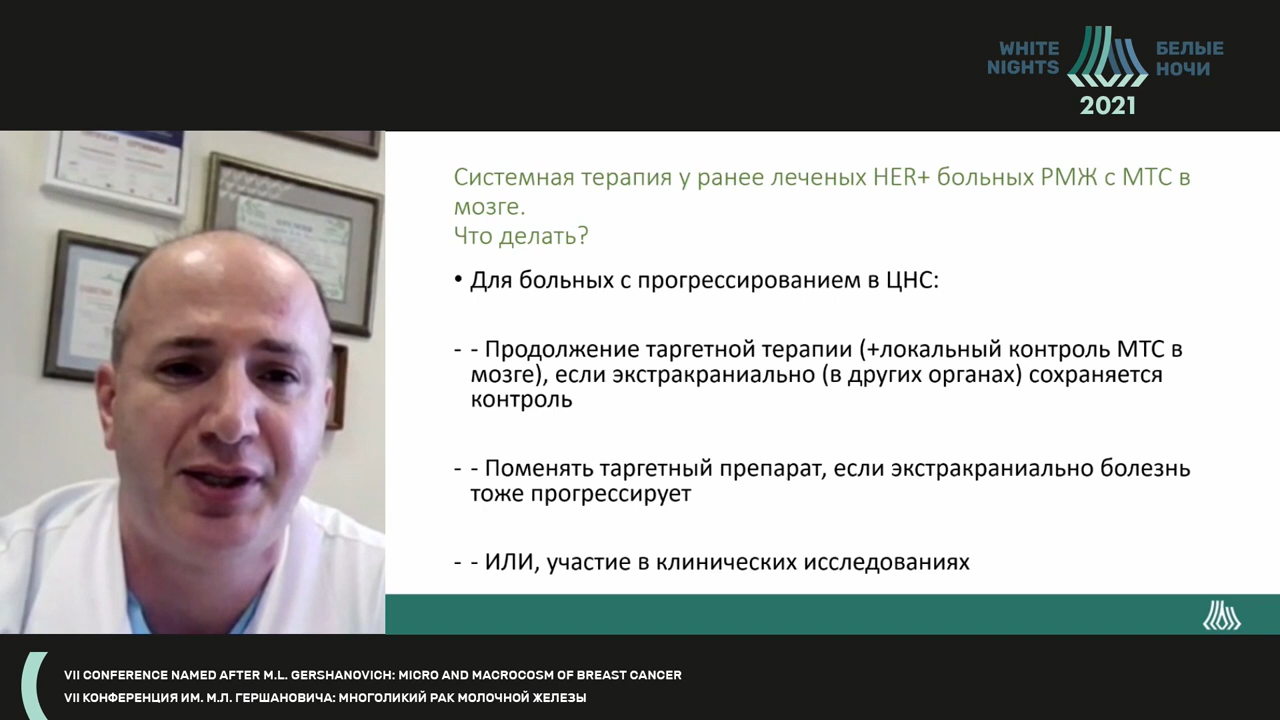 WHITE NIGHTS
БЕЛЫЕ НОЧИ
2021
Системная терапия у ранее леченых HER+ больных РМЖ с МТС в
мозге.
Что делать?
• Для больных с прогрессированием в ЦНС:
- - Продолжение таргетной терапии (+локальный контроль МТС в
мозге), если экстракраниально (в других органах) сохраняется
контроль
- - Поменять таргетный препарат, если экстракраниально болезнь
тоже прогрессирует
- - ИЛИ, участие в клинических исследованиях
VII CONFERENCE NAMED AFTER M.L. GERSHANOVICH: MICRO AND MACROCOSM OF BREAST CANCER
VII КОНФЕРЕНЦИЯ ИМ. М.Л. ГЕРШАНОВИЧА: МНОГОЛИКИЙ РАК МОЛОЧНОЙ ЖЕЛЕЗЫ